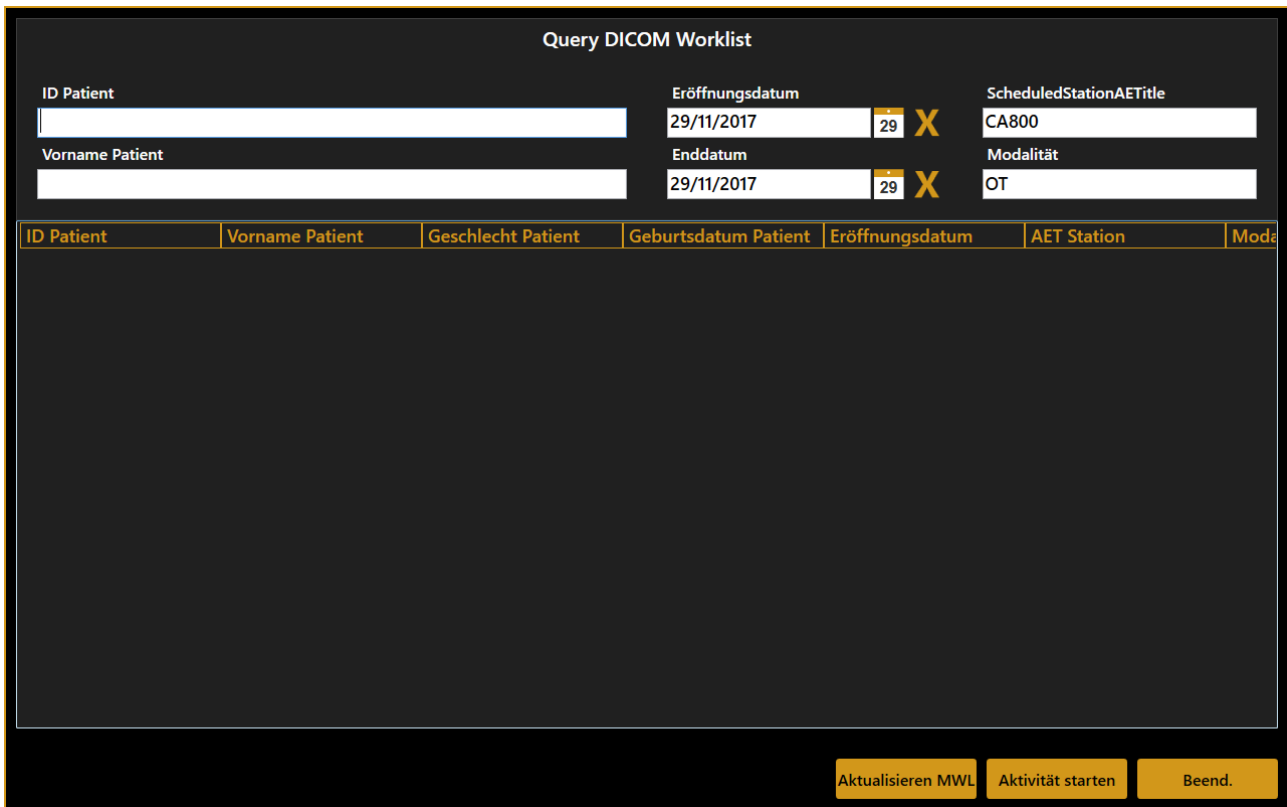 Query DICOM Worklist
ID Patient Eröffnungsdatum ScheduledStationAETitle
29/11/2017 29 X CA800
Vorname Patient Enddatum Modalität
29/11/2017 29 X OT
ID Patient Vorname Patient Geschlecht Patient Geburtsdatum Patient Eröffnungsdatum AET Station Moda
Aktualisieren MWL Aktivität starten Beend.